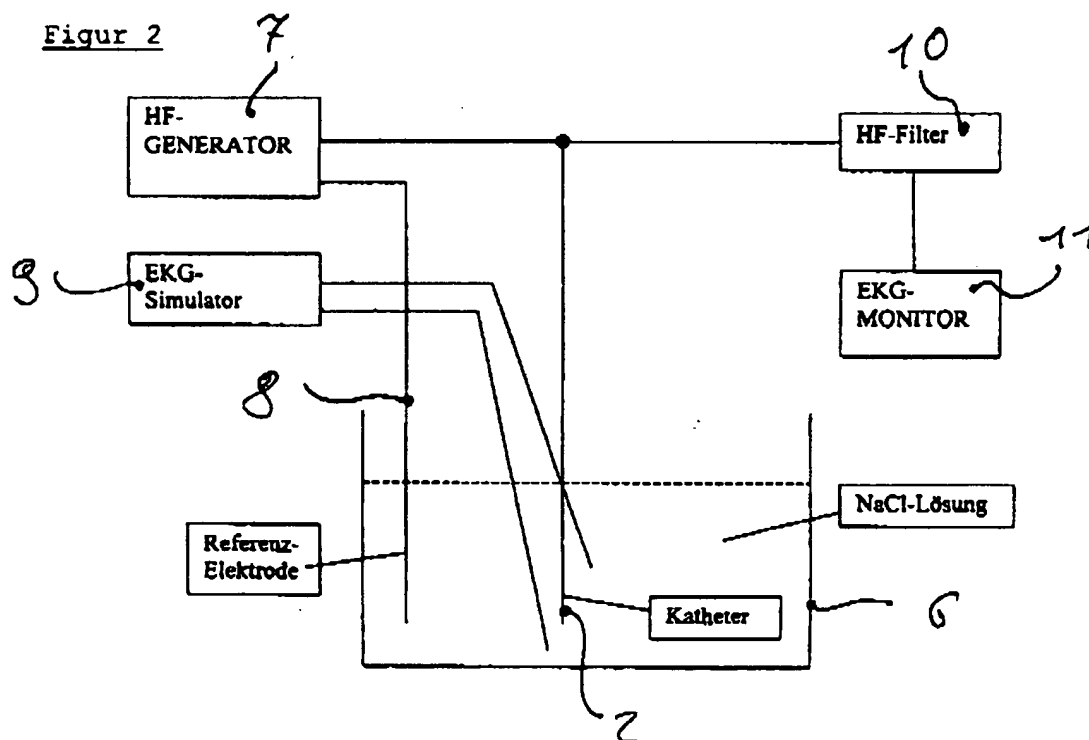 Figur 2
7
10
HF-
GENERATOR
HF-Filter
11
9
EKG-
Simulator
EKG-
MONITOR
8
NaCl-Lösung
Referenz-
Elektrode
Katheter
6
2